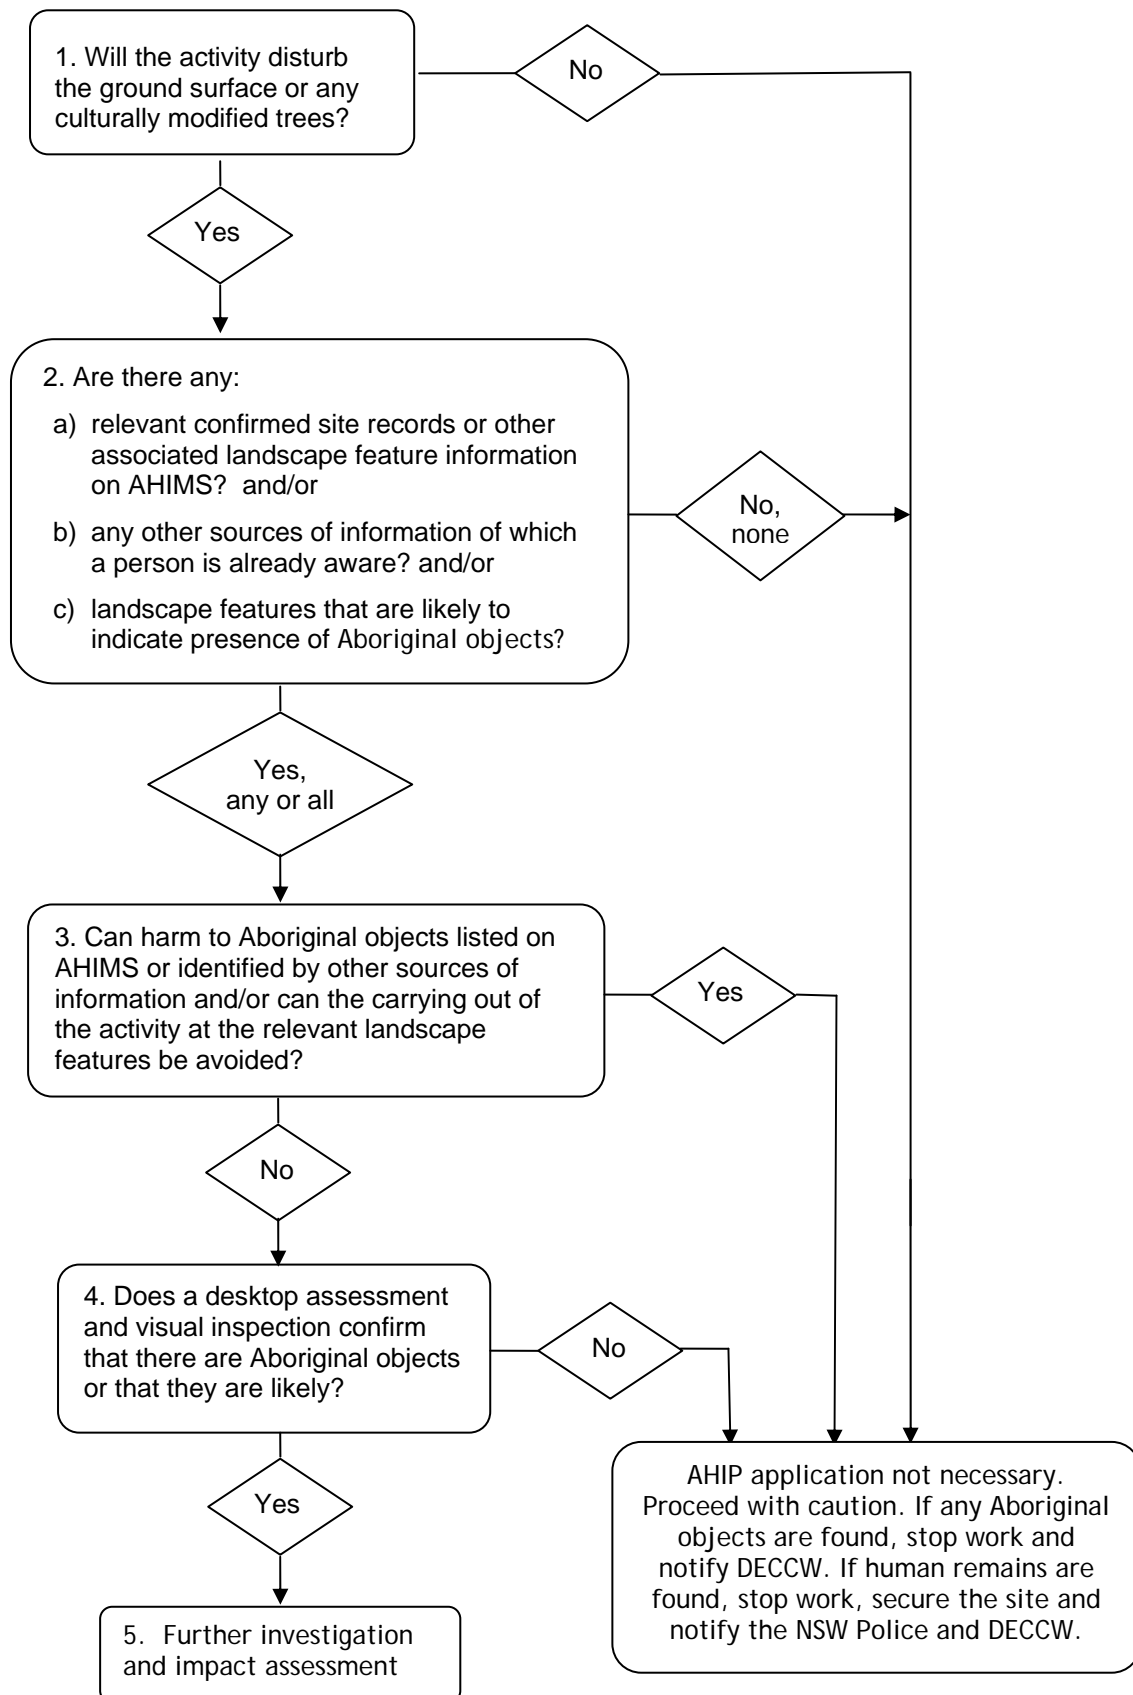 1. Will the activity disturb
the ground surface or any
culturally modified trees?
No
Yes
2. Are there any:
a) relevant confirmed site records or other
associated landscape feature information
on AHIMS? and/or
b) any other sources of information of which
a person is already aware? and/or
c) landscape features that are likely to
indicate presence of Aboriginal objects?
No,
none
Yes,
any or all
3. Can harm to Aboriginal objects listed on
AHIMS or identified by other sources of
information and/or can the carrying out of
the activity at the relevant landscape
features be avoided?
Yes
No
4. Does a desktop assessment
and visual inspection confirm
that there are Aboriginal objects
or that they are likely?
No
Yes
AHIP application not necessary.
Proceed with caution. If any Aboriginal
objects are found, stop work and
notify DECCW. If human remains are
found, stop work, secure the site and
notify the NSW Police and DECCW.
5. Further investigation
and impact assessment